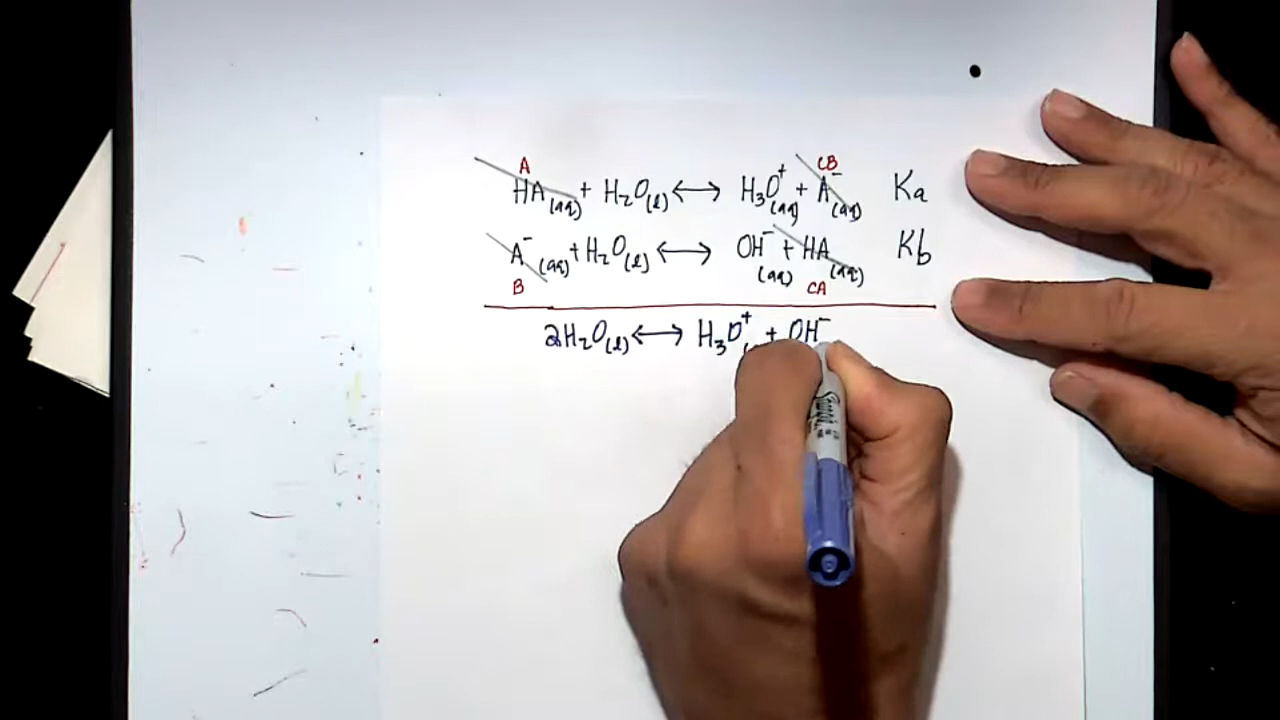 A CB
HA(aq) + H₂O(l) ⟷ H₃O⁺(aq) + A⁻(aq) Ka
A⁻(aq) + H₂O(l) ⟷ OH⁻(aq) + HA(aq) Kb
B CA
2H₂O(l) ⟷ H₃O⁺ + OH⁻